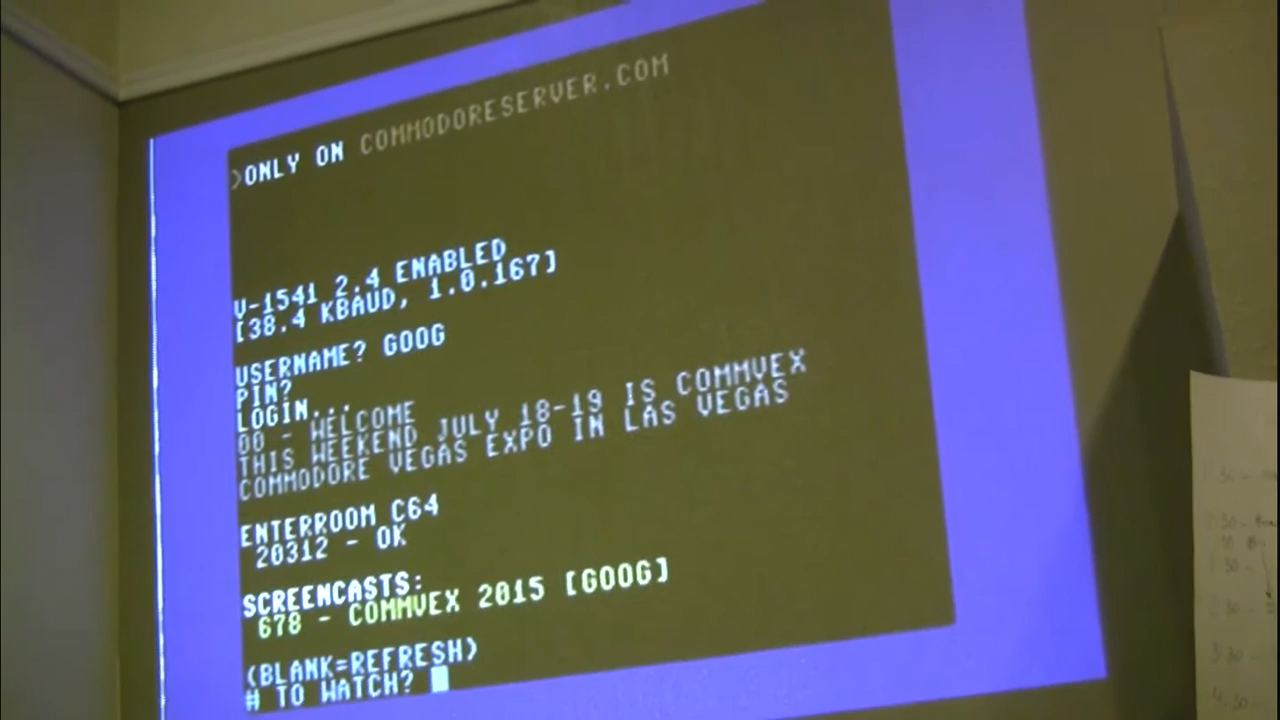 >ONLY ON COMMODORESERVER.COM
V-1541 2.4 ENABLED
[38.4 KBAUD, 1.0.167]
USERNAME? GOOG
PIN?
LOGIN...
00 - WELCOME
THIS WEEKEND JULY 18-19 IS COMMVEX
COMMODORE VEGAS EXPO IN LAS VEGAS
ENTERROOM C64
20312 - OK
SCREENCASTS:
678 - COMMVEX 2015 [GOOG]
(BLANK=REFRESH)
# TO WATCH?